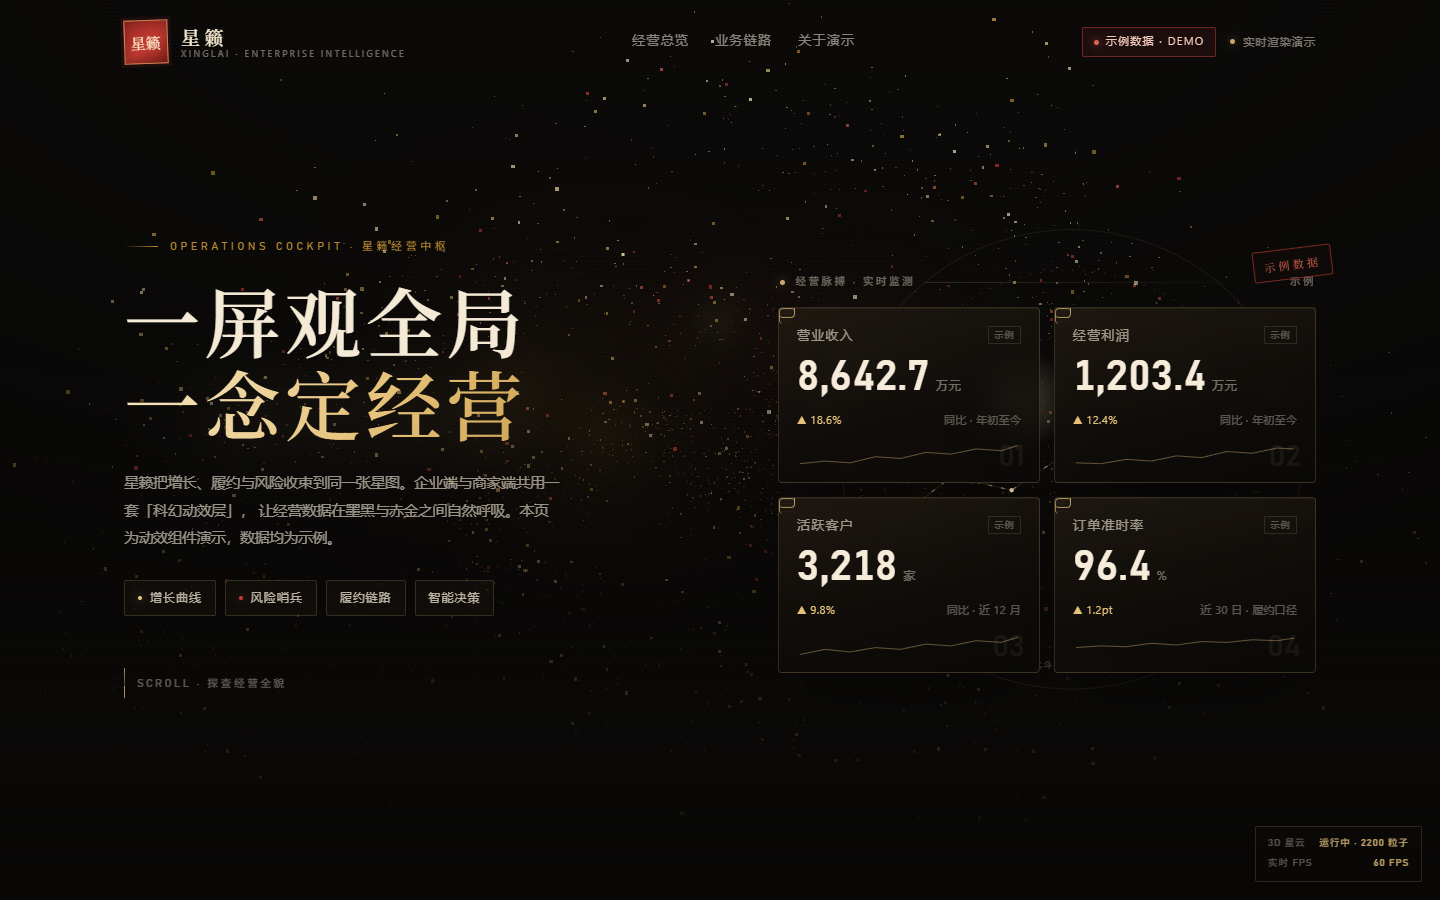 星籁
星籁
XINGLAI · ENTERPRISE INTELLIGENCE
经营总览
业务链路
关于演示
示例数据 · DEMO
实时渲染演示
OPERATIONS COCKPIT · 星籁经营中枢
一屏观全局
一念定经营
星籁把增长、履约与风险收束到同一张星图。企业端与商家端共用一
套「科幻动效层」，让经营数据在墨黑与赤金之间自然呼吸。本页
为动效组件演示，数据均为示例。
增长曲线
风险哨兵
履约链路
智能决策
SCROLL · 探查经营全貌
经营脉搏 · 实时监测
示例数据
示例
营业收入
示例
8,642.7 万元
▲ 18.6%
同比 · 年初至今
01
经营利润
示例
1,203.4 万元
▲ 12.4%
同比 · 年初至今
02
活跃客户
示例
3,218 家
▲ 9.8%
同比 · 近 12 月
03
订单准时率
示例
96.4 %
▲ 1.2pt
近 30 日 · 履约口径
04
3D 星云
运行中 · 2200 粒子
实时 FPS
60 FPS